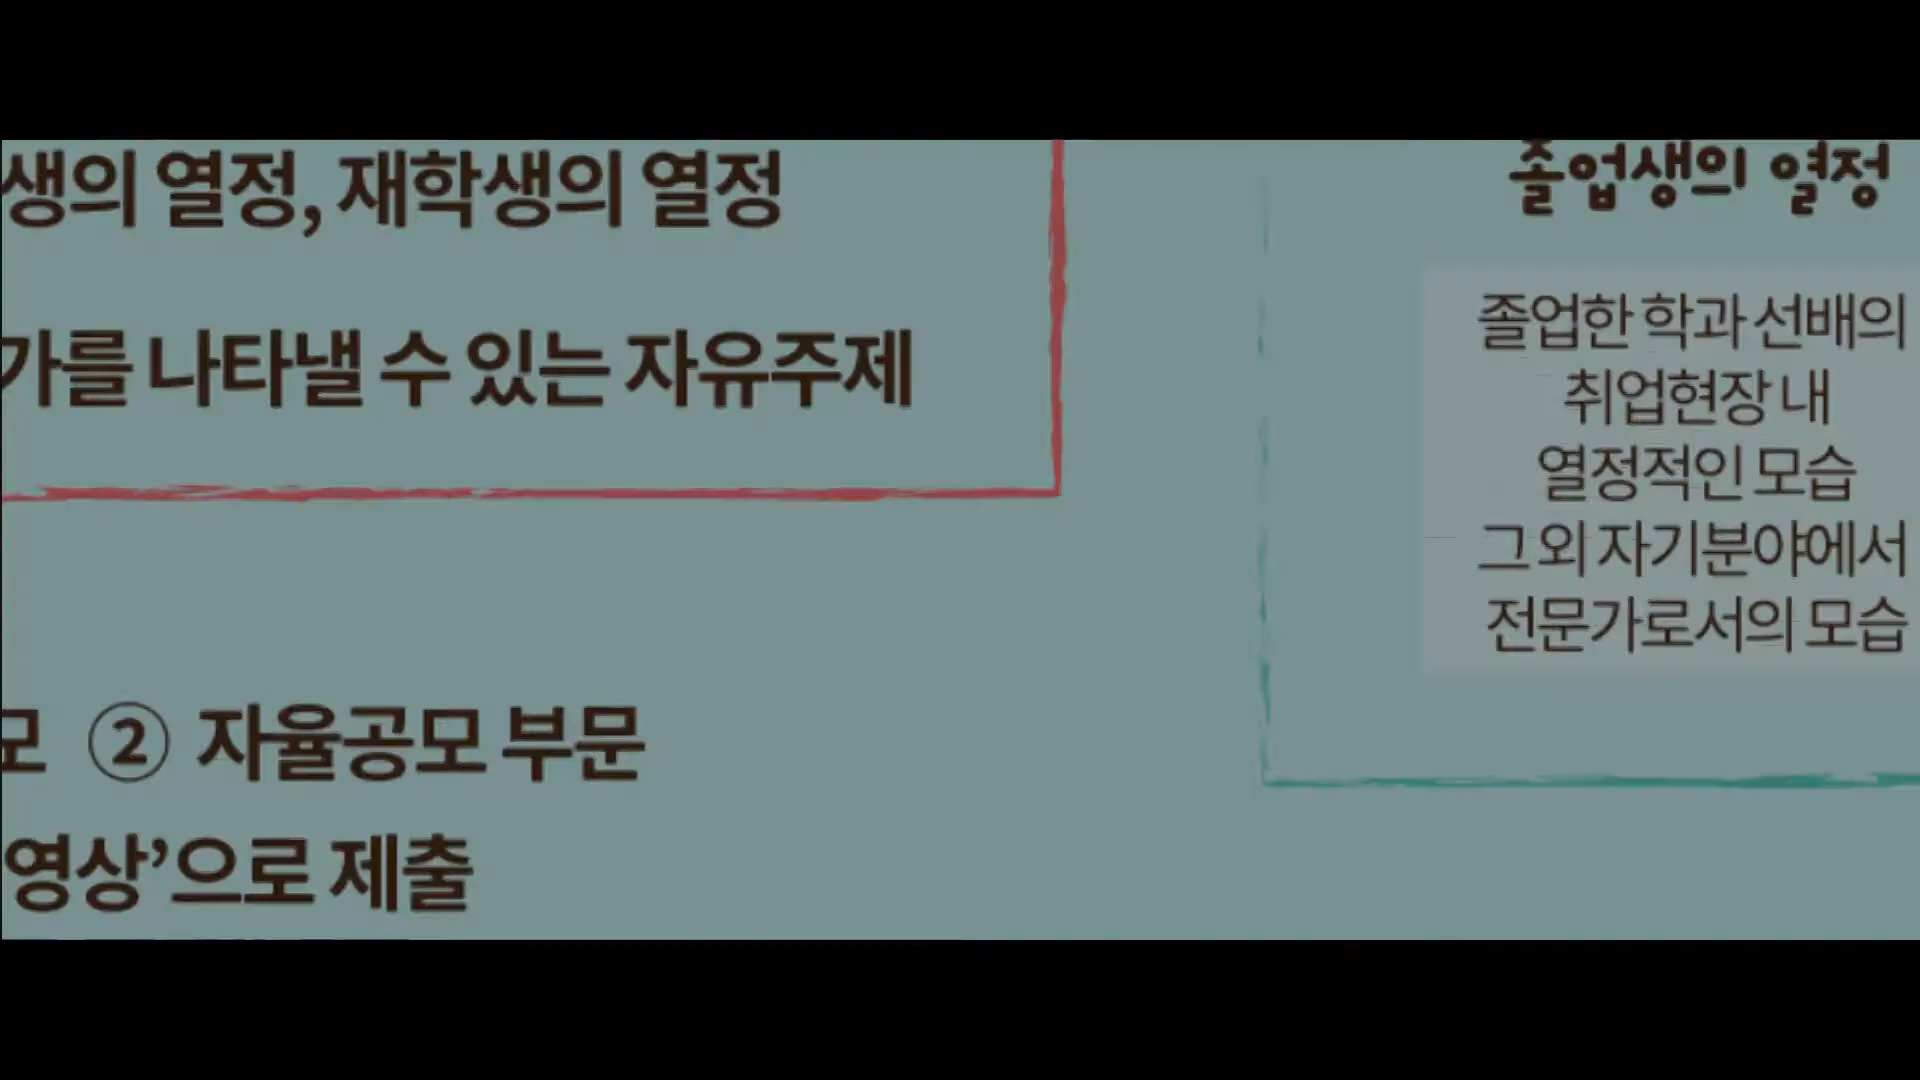 생의 열정, 재학생의 열정
가를 나타낼 수 있는 자유주제
모 ② 자율공모 부문
영상’으로 제출
졸업생의 열정
졸업한 학과 선배의
취업현장 내
열정적인 모습
그 외 자기분야에서
전문가로서의 모습